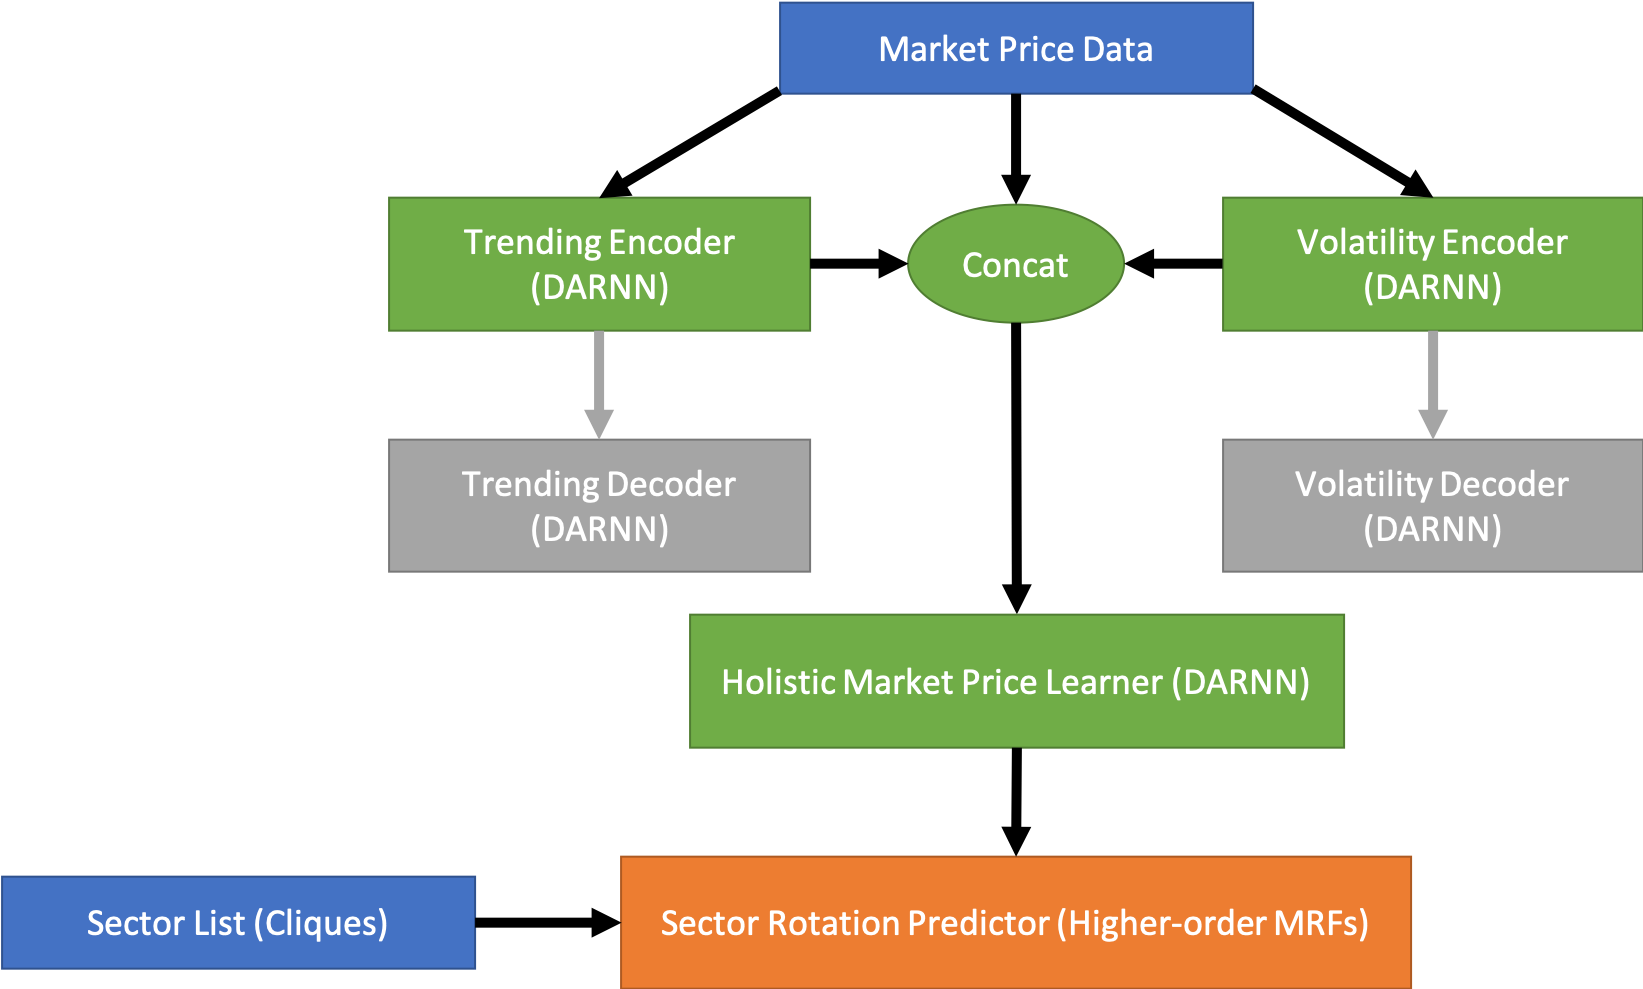 Market Price Data
Trending Encoder
(DARNN)
Concat
Volatility Encoder
(DARNN)
Trending Decoder
(DARNN)
Volatility Decoder
(DARNN)
Holistic Market Price Learner (DARNN)
Sector List (Cliques)
Sector Rotation Predictor (Higher-order MRFs)